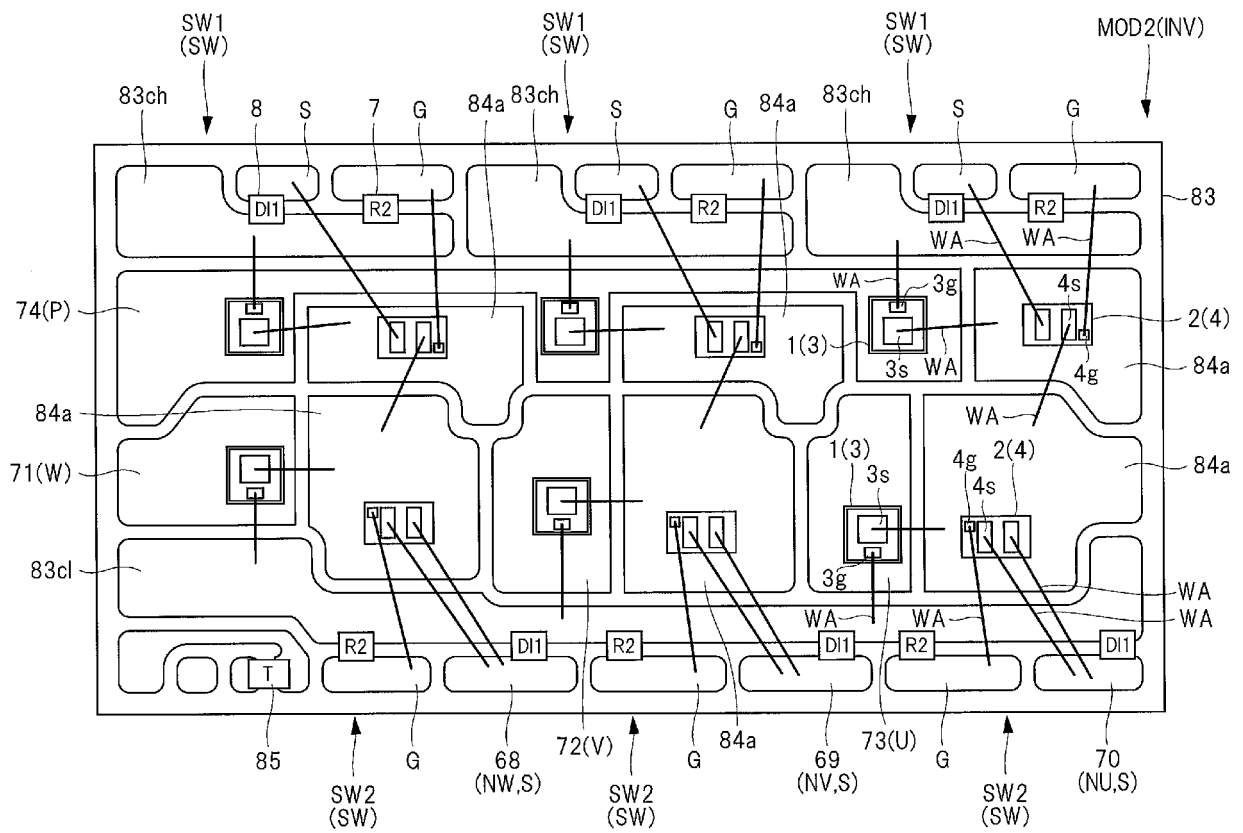 SW1
(SW)
SW1
(SW)
SW1
(SW)
MOD2(INV)
83ch
8
S
7
G
84a
83ch
S
G
84a
83ch
S
G
DI1
R2
DI1
R2
DI1
R2
83
WA
WA
WA
3g
4s
74(P)
2(4)
1(3)
3s
WA
4g
84a
84a
WA
1(3)
3s
4g
4s
2(4)
84a
71(W)
83cl
3g
WA
WA
WA
WA
R2
DI1
R2
DI1
R2
DI1
T
85
G
68
(NW,S)
72(V)
G
84a
69
(NV,S)
73(U)
G
70
(NU,S)
SW2
(SW)
SW2
(SW)
SW2
(SW)